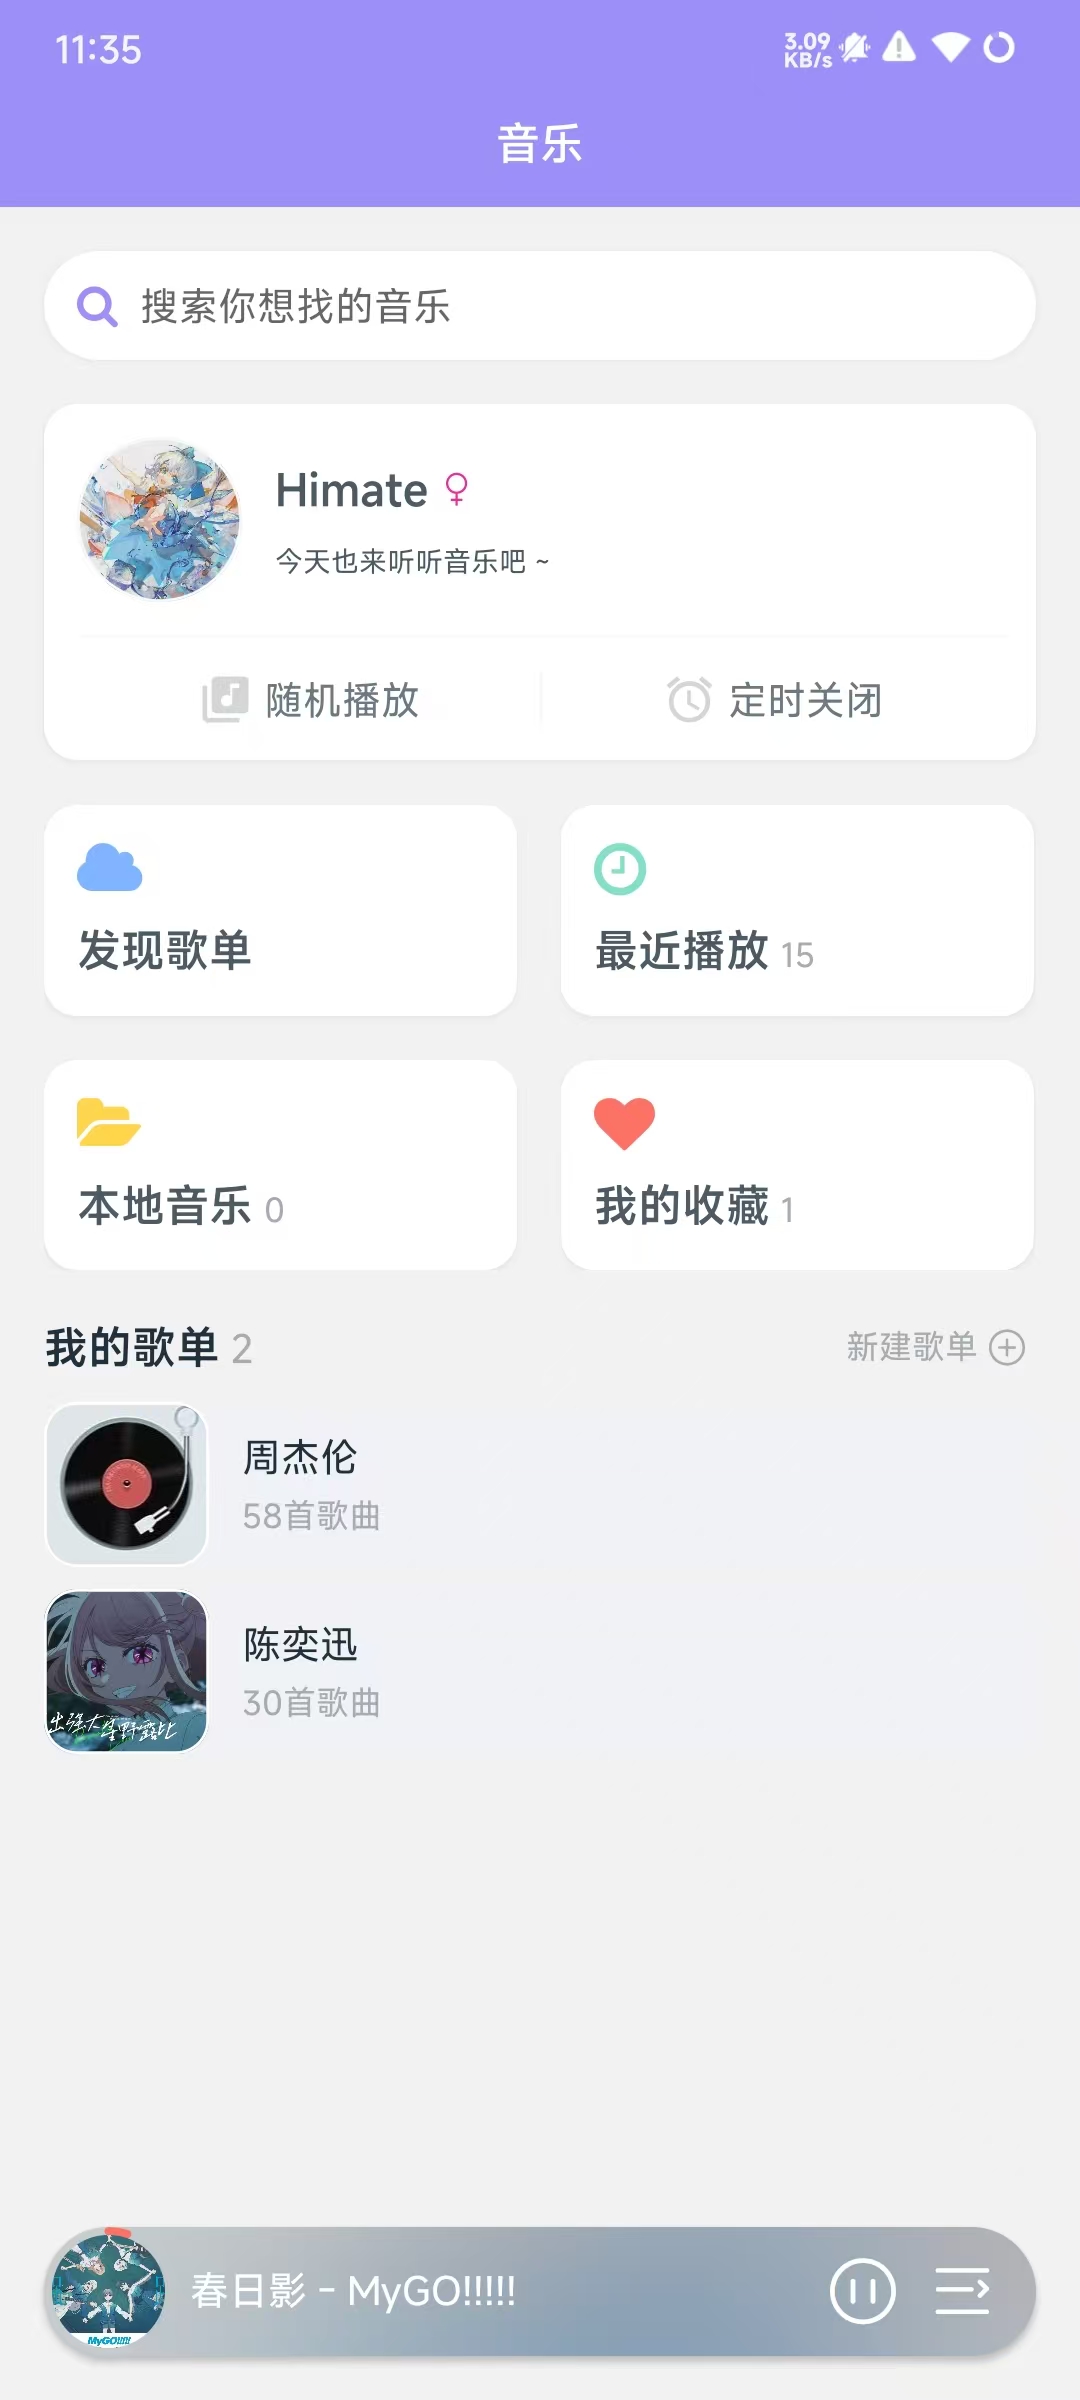 11:35
3.09
KB/s
音乐
搜索你想找的音乐
Himate
今天也来听听音乐吧 ~
随机播放
定时关闭
发现歌单
最近播放 15
本地音乐 0
我的收藏 1
我的歌单 2
新建歌单
周杰伦
58首歌曲
陈奕迅
30首歌曲
春日影 - MyGO!!!!!
MyGO!!!!!